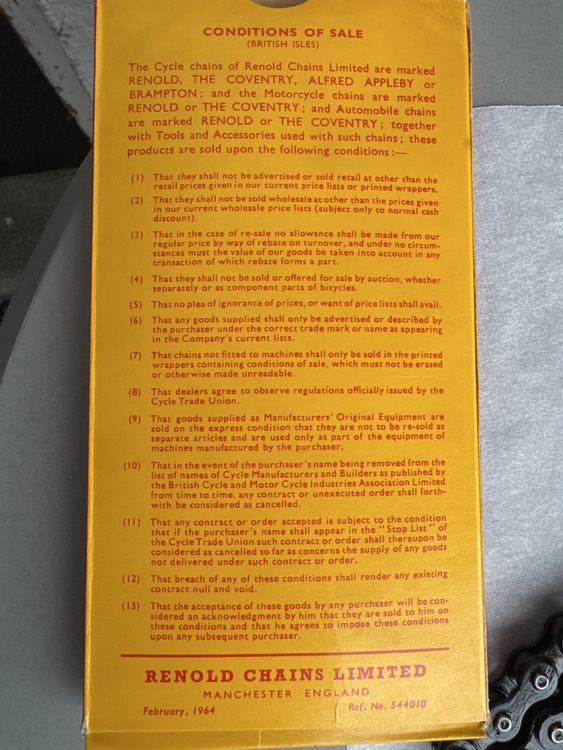 CONDITIONS OF SALE
(BRITISH ISLES)
The Cycle chains of Renold Chains Limited are marked
RENOLD, THE COVENTRY, ALFRED APPLEBY or
BRAMPTON; and the Motorcycle chains are marked
RENOLD or THE COVENTRY; and Automobile chains
are marked RENOLD or THE COVENTRY; together
with Tools and Accessories used with such chains; these
products are sold upon the following conditions:—
(1) That they shall not be advertised or sold retail at other than the
retail prices given in our current price lists or printed wrappers.
(2) That they shall not be sold wholesale at other than the prices given
in our current wholesale price lists (subject only to normal cash
discount).
(3) That in the case of re-sale no allowance shall be made from our
regular price by way of rebate on turnover, and under no circum-
stances must the value of our goods be taken into account in any
transaction of which rebate forms a part.
(4) That they shall not be sold or offered for sale by auction, whether
separately or as component parts of bicycles.
(5) That no plea of ignorance of prices, or want of price lists shall avail.
(6) That any goods supplied shall only be advertised or described by
the purchaser under the correct trade mark or name as appearing
in the Company's current lists.
(7) That chains not fitted to machines shall only be sold in the printed
wrappers containing conditions of sale, which must not be erased
or otherwise made unreadable.
(8) That dealers agree to observe regulations officially issued by the
Cycle Trade Union.
(9) That goods supplied as Manufacturers' Original Equipment are
sold on the express condition that they are not to be re-sold as
separate articles and are used only as part of the equipment of
machines manufactured by the purchaser.
(10) That in the event of the purchaser's name being removed from the
list of names of Cycle Manufacturers and Builders as published by
the British Cycle and Motor Cycle Industries Association Limited
from time to time, any contract or unexecuted order shall forth-
with be considered as cancelled.
(11) That any contract or order accepted is subject to the condition
that if the purchaser's name shall appear in the "Stop List" of
the Cycle Trade Union such contract or order shall thereupon be
considered as cancelled so far as concerns the supply of any goods
not delivered under such contract or order.
(12) That breach of any of these conditions shall render any existing
contract null and void.
(13) That the acceptance of these goods by any purchaser will be con-
sidered an acknowledgment by him that they are sold to him on
these conditions and that he agrees to impose these conditions
upon any subsequent purchaser.
RENOLD CHAINS LIMITED
MANCHESTER ENGLAND
February, 1964 Ref. No. 544010